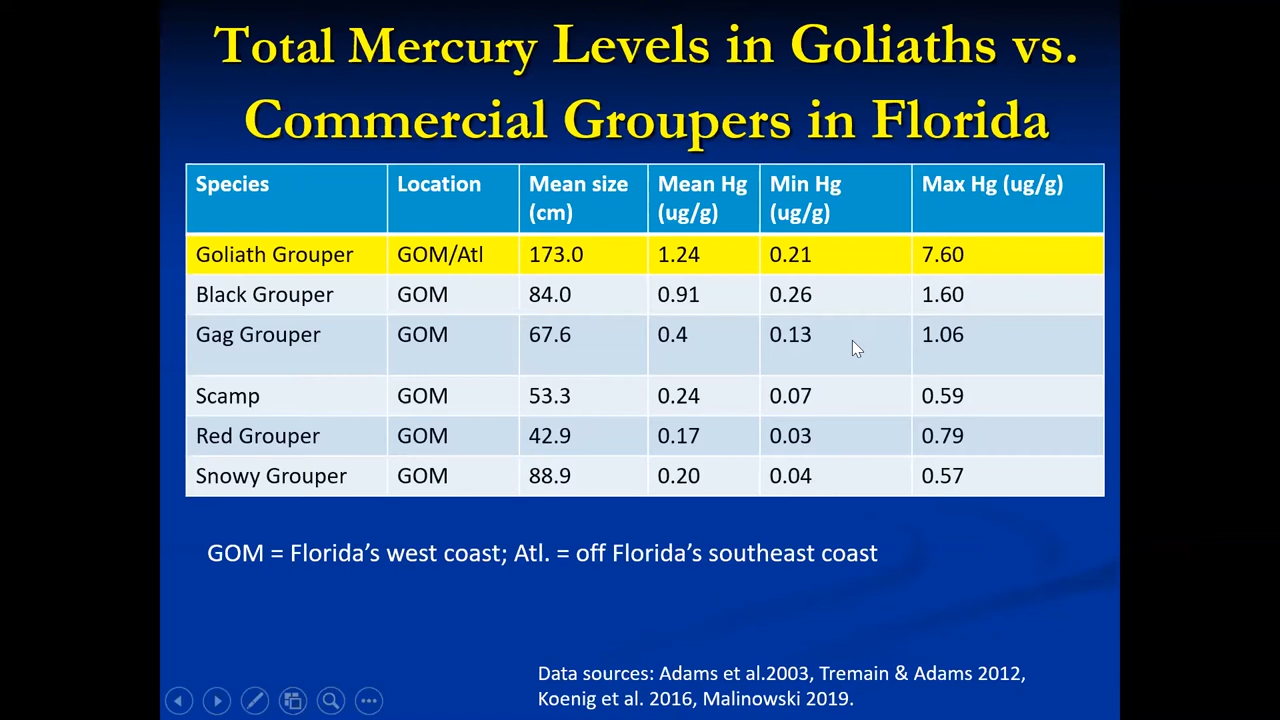 Total Mercury Levels in Goliaths vs.
Commercial Groupers in Florida
Species Location Mean size (cm) Mean Hg (ug/g) Min Hg (ug/g) Max Hg (ug/g)
Goliath Grouper GOM/Atl 173.0 1.24 0.21 7.60
Black Grouper GOM 84.0 0.91 0.26 1.60
Gag Grouper GOM 67.6 0.4 0.13 1.06
Scamp GOM 53.3 0.24 0.07 0.59
Red Grouper GOM 42.9 0.17 0.03 0.79
Snowy Grouper GOM 88.9 0.20 0.04 0.57
GOM = Florida’s west coast; Atl. = off Florida’s southeast coast
Data sources: Adams et al.2003, Tremain & Adams 2012,
Koenig et al. 2016, Malinowski 2019.